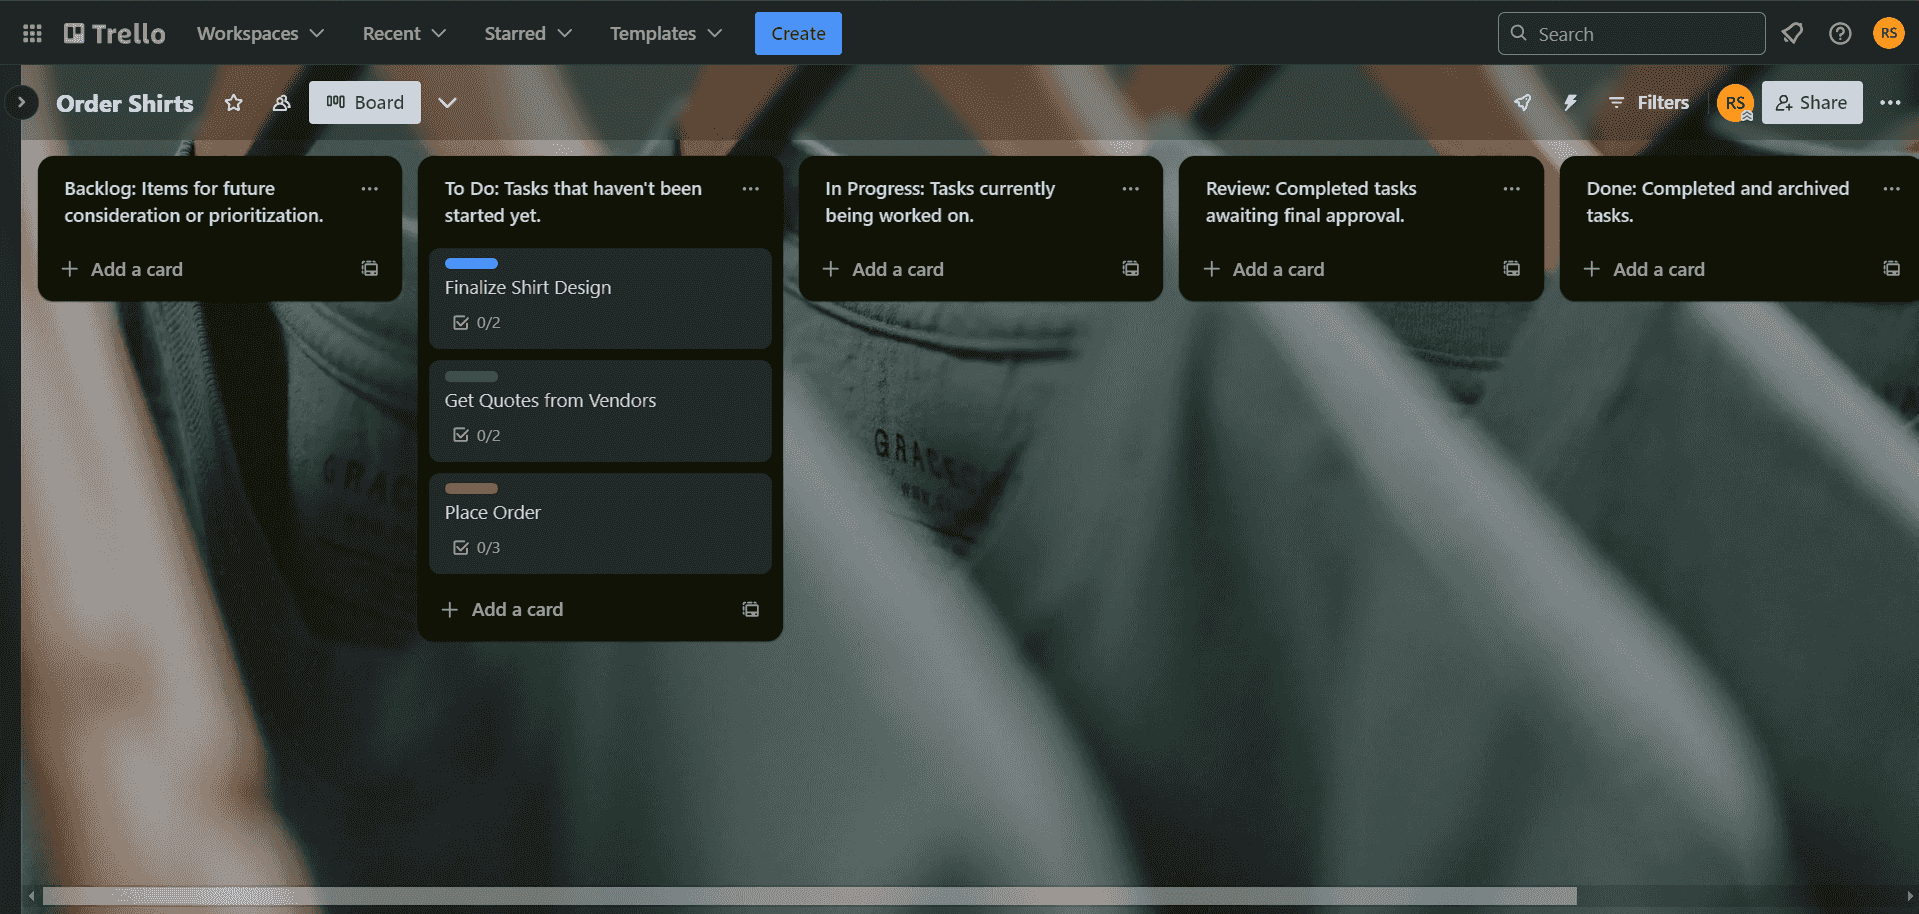 Trello
Workspaces
Recent
Starred
Templates
Create
Search
RS
Order Shirts
Board
Filters
RS
Share
Backlog: Items for future
consideration or prioritization.
Add a card
To Do: Tasks that haven't been
started yet.
Finalize Shirt Design
0/2
Get Quotes from Vendors
0/2
Place Order
0/3
Add a card
In Progress: Tasks currently
being worked on.
Add a card
Review: Completed tasks
awaiting final approval.
Add a card
Done: Completed and archived
tasks.
Add a card